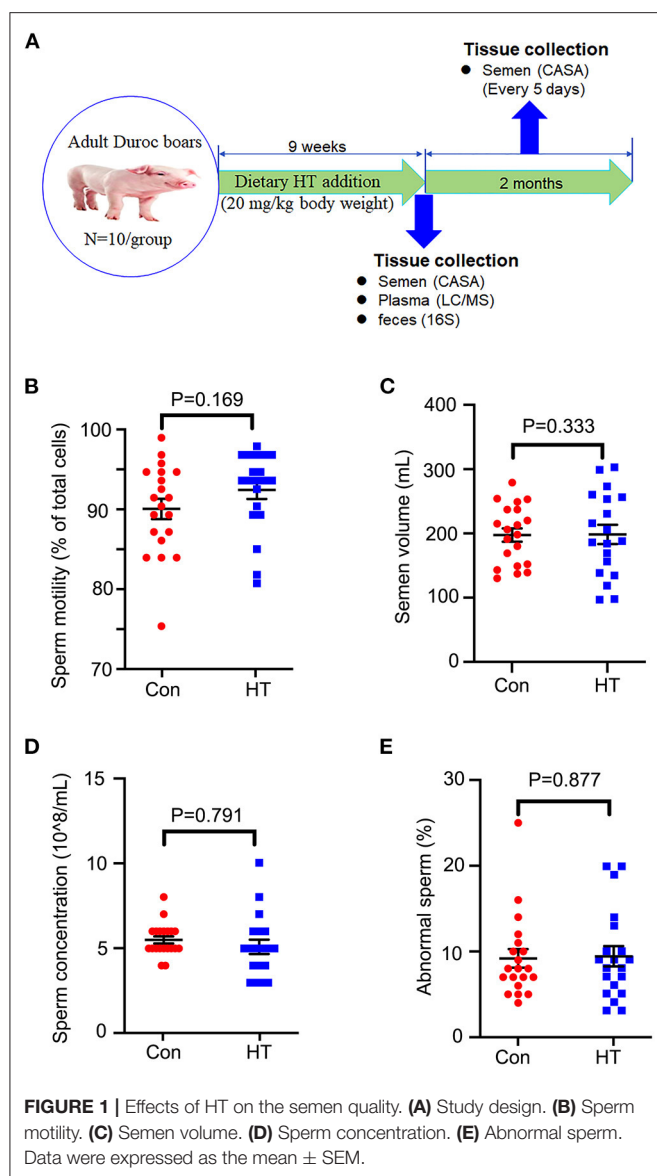 A
Tissue collection
● Semen (CASA)
(Every 5 days)
Adult Duroc boars
N=10/group
9 weeks
Dietary HT addition
(20 mg/kg body weight)
2 months
Tissue collection
● Semen (CASA)
● Plasma (LC/MS)
● feces (16S)
B
P=0.169
Sperm motility (% of total cells)
100
90
80
70
Con
HT
C
P=0.333
Semen volume (mL)
400
300
200
100
0
Con
HT
D
P=0.791
Sperm concentration (10^8/mL)
15
10
5
0
Con
HT
E
P=0.877
Abnormal sperm (%)
30
20
10
0
Con
HT
FIGURE 1 | Effects of HT on the semen quality. (A) Study design. (B) Sperm
motility. (C) Semen volume. (D) Sperm concentration. (E) Abnormal sperm.
Data were expressed as the mean ± SEM.